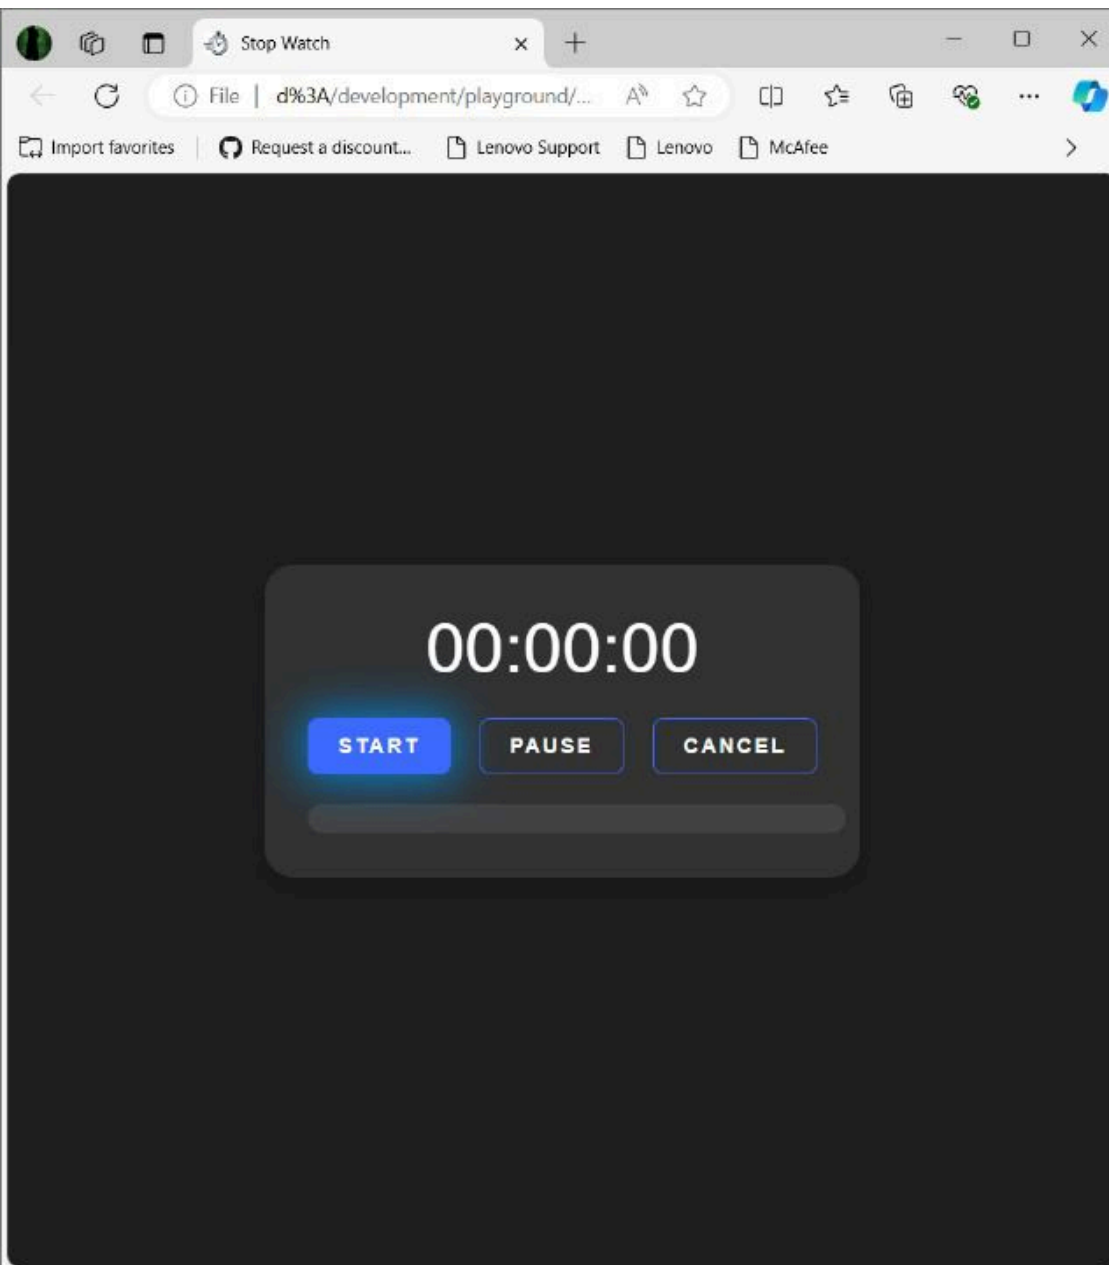 Stop Watch
File | d%3A/development/playground/...
Import favorites Request a discount... Lenovo Support Lenovo McAfee
00:00:00
START PAUSE CANCEL